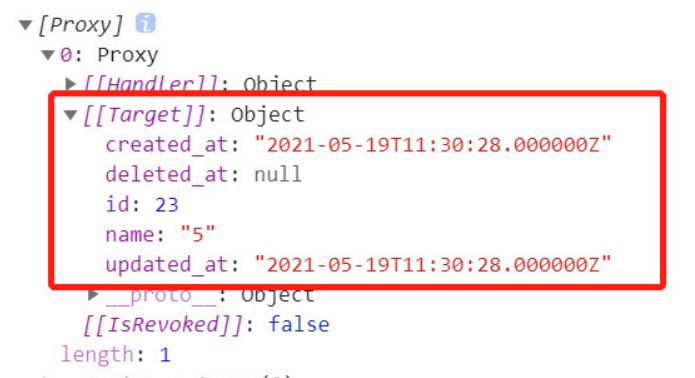 ▼[Proxy] i
▼0: Proxy
▶[[Handler]]: Object
▼[[Target]]: Object
created_at: "2021-05-19T11:30:28.000000Z"
deleted_at: null
id: 23
name: "5"
updated_at: "2021-05-19T11:30:28.000000Z"
▶__proto__: Object
[[IsRevoked]]: false
length: 1